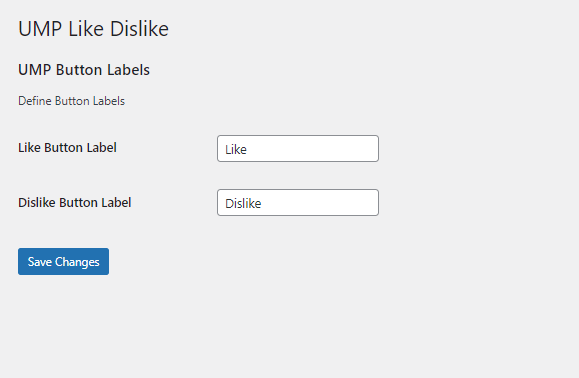 UMP Like Dislike
UMP Button Labels
Define Button Labels
Like Button Label
Like
Dislike Button Label
Dislike
Save Changes